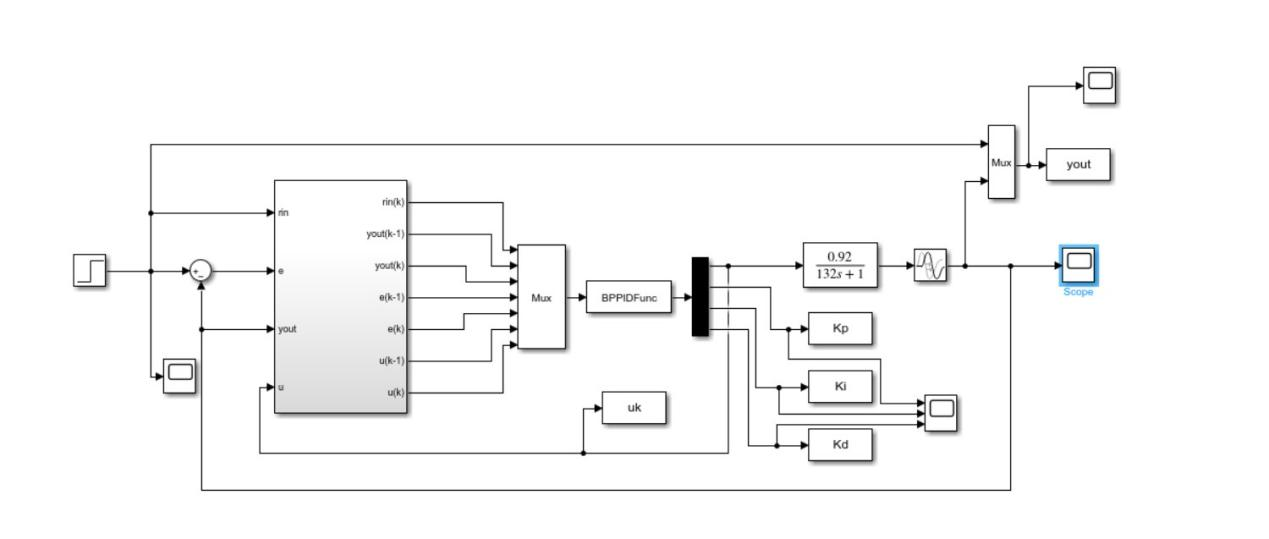 Mux
yout
rin
e
yout
u
rin(k)
yout(k-1)
yout(k)
e(k-1)
e(k)
u(k-1)
u(k)
Mux
BPPIDFunc
0.92
132s + 1
Scope
Kp
Ki
Kd
uk